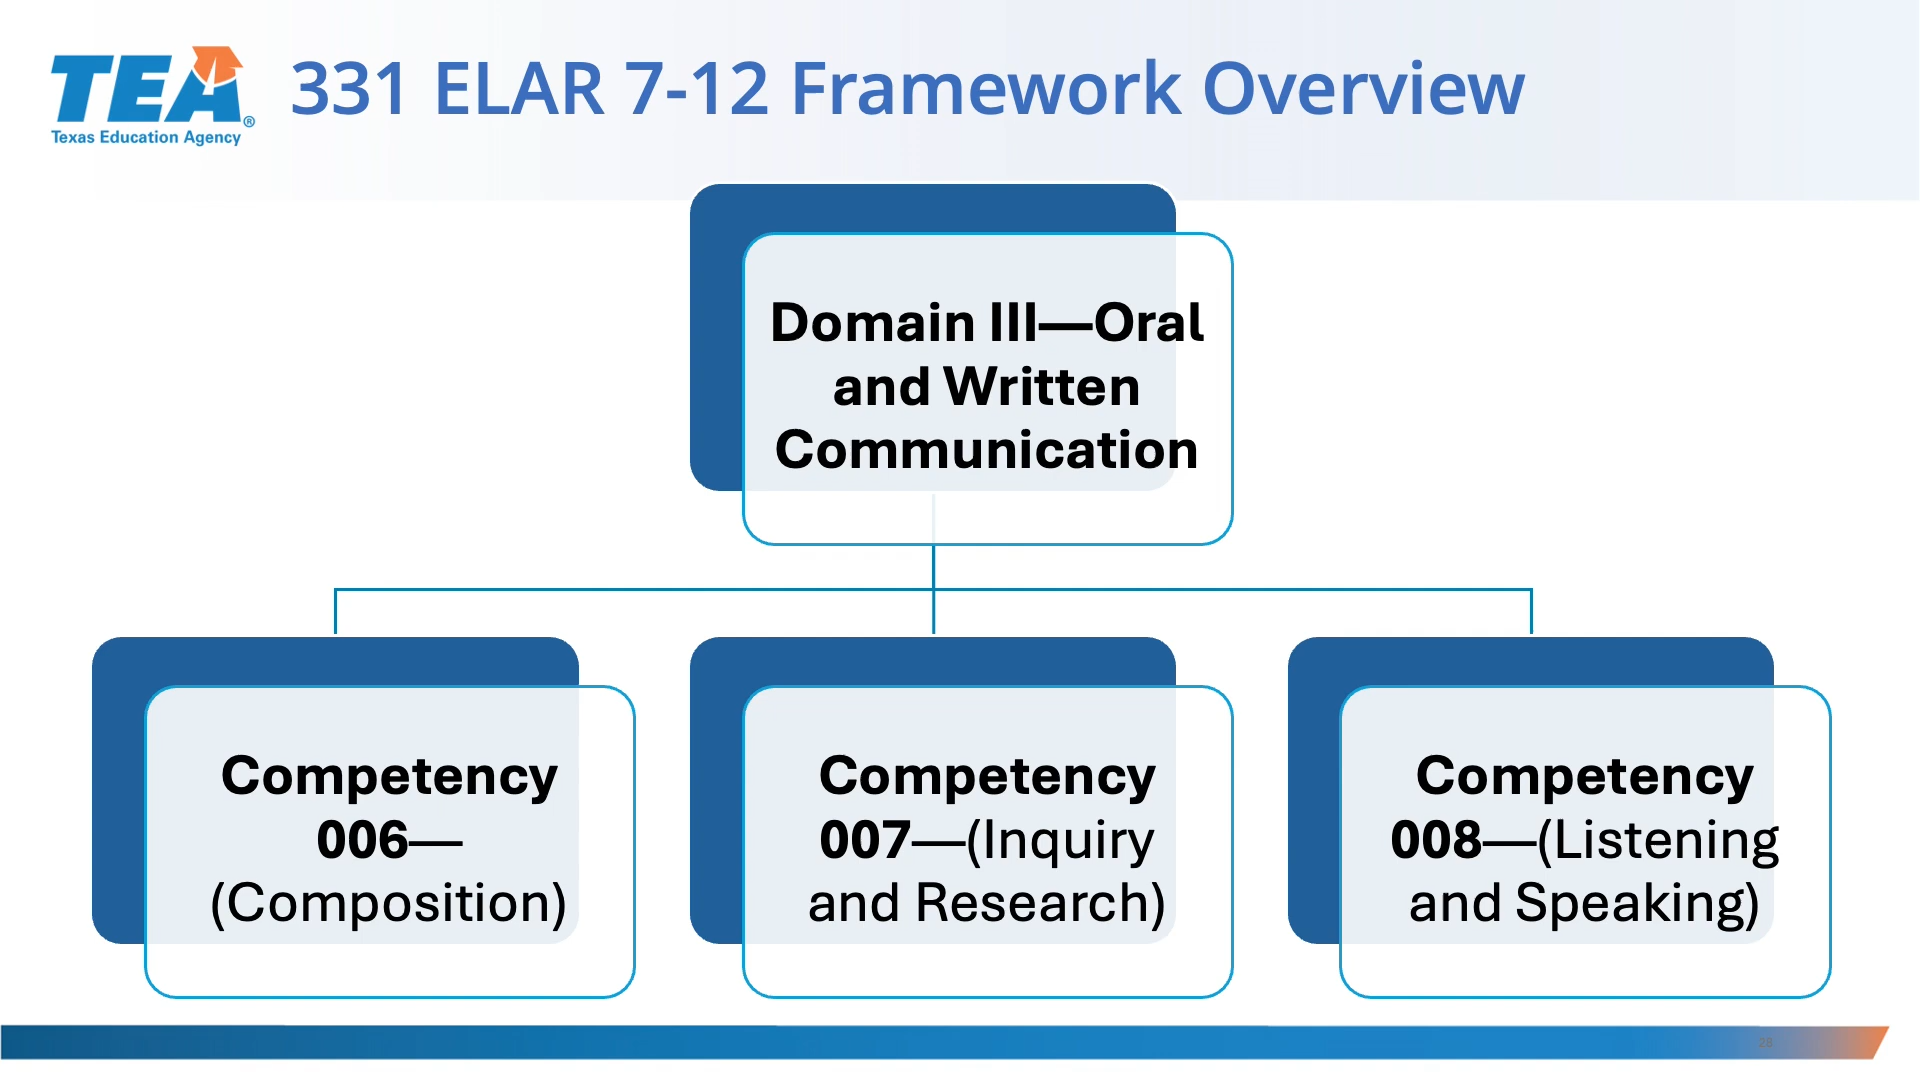 TEA®
Texas Education Agency
331 ELAR 7-12 Framework Overview
Domain III—Oral
and Written
Communication
Competency
006—
(Composition)
Competency
007—(Inquiry
and Research)
Competency
008—(Listening
and Speaking)
28